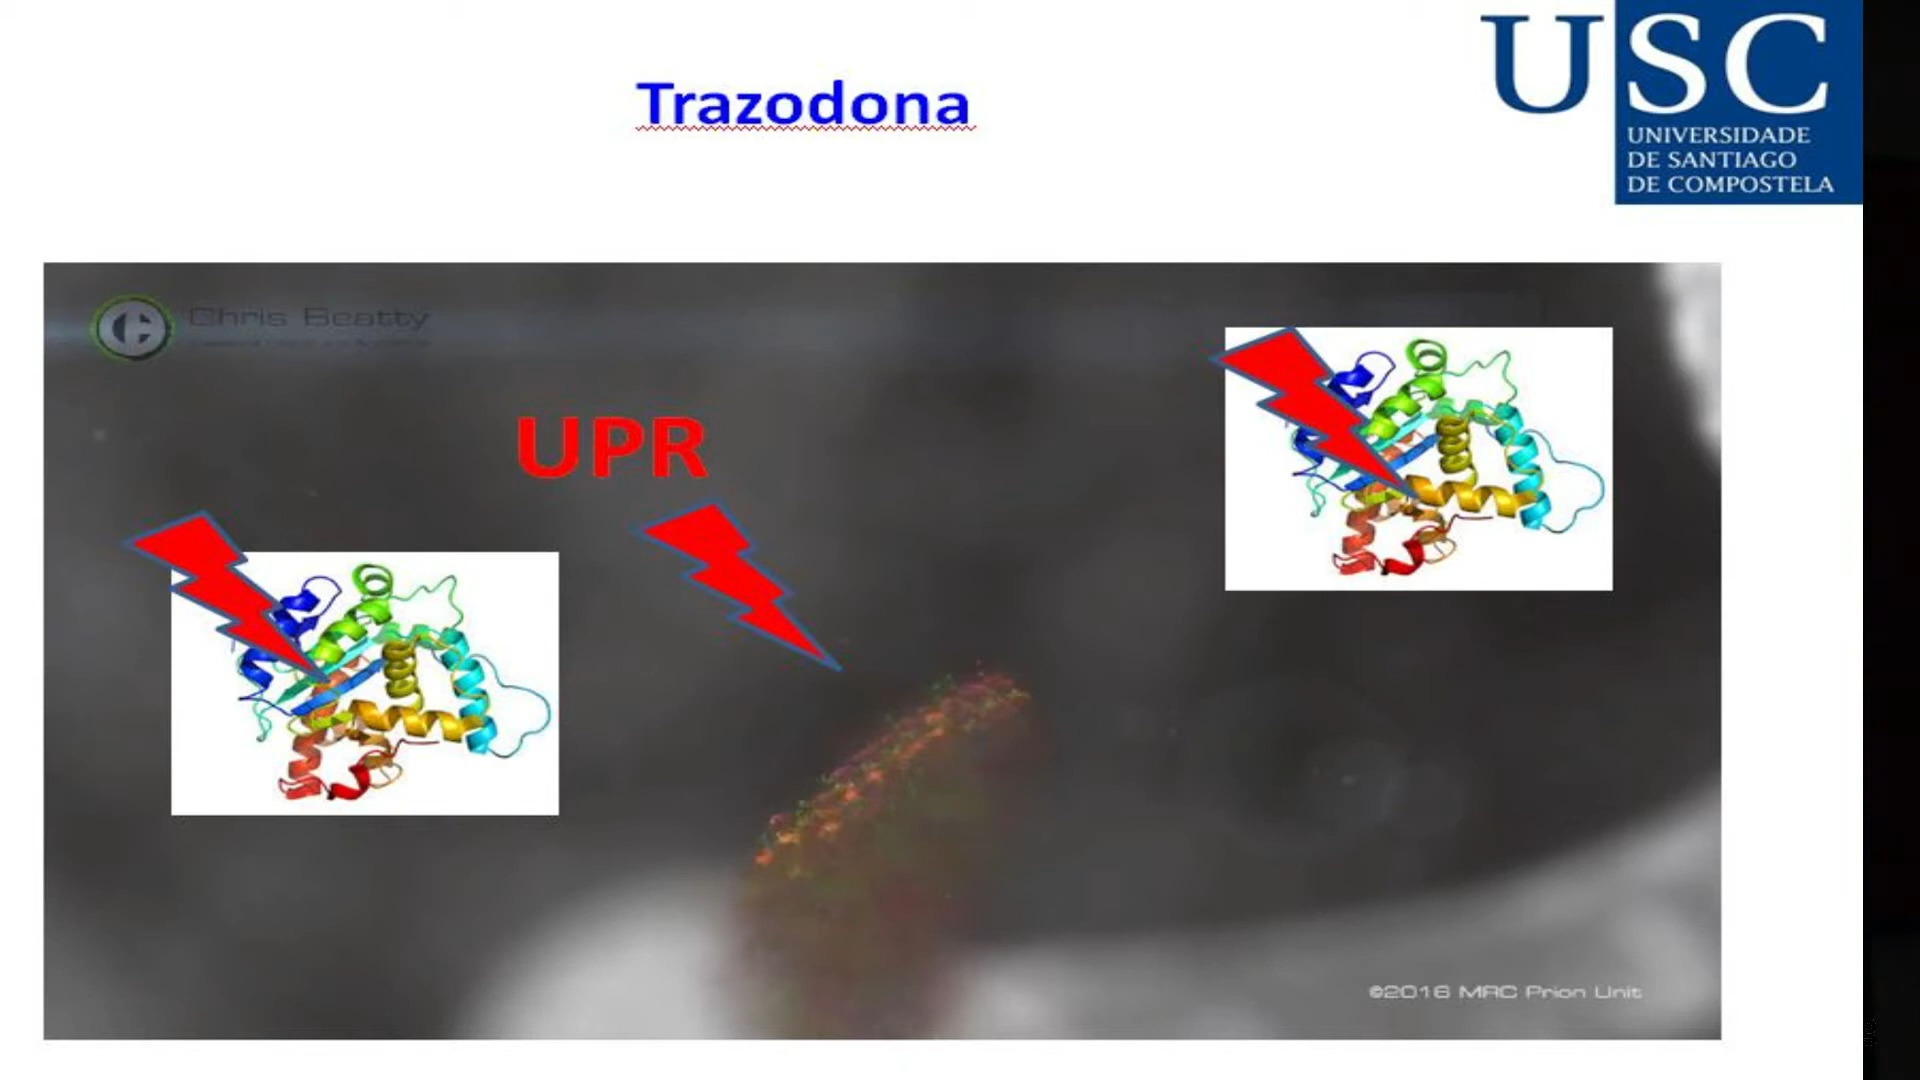 Trazodona
USC
UNIVERSIDADE
DE SANTIAGO
DE COMPOSTELA
Chris Beatty
UPR
©2016 MRC Prion Unit